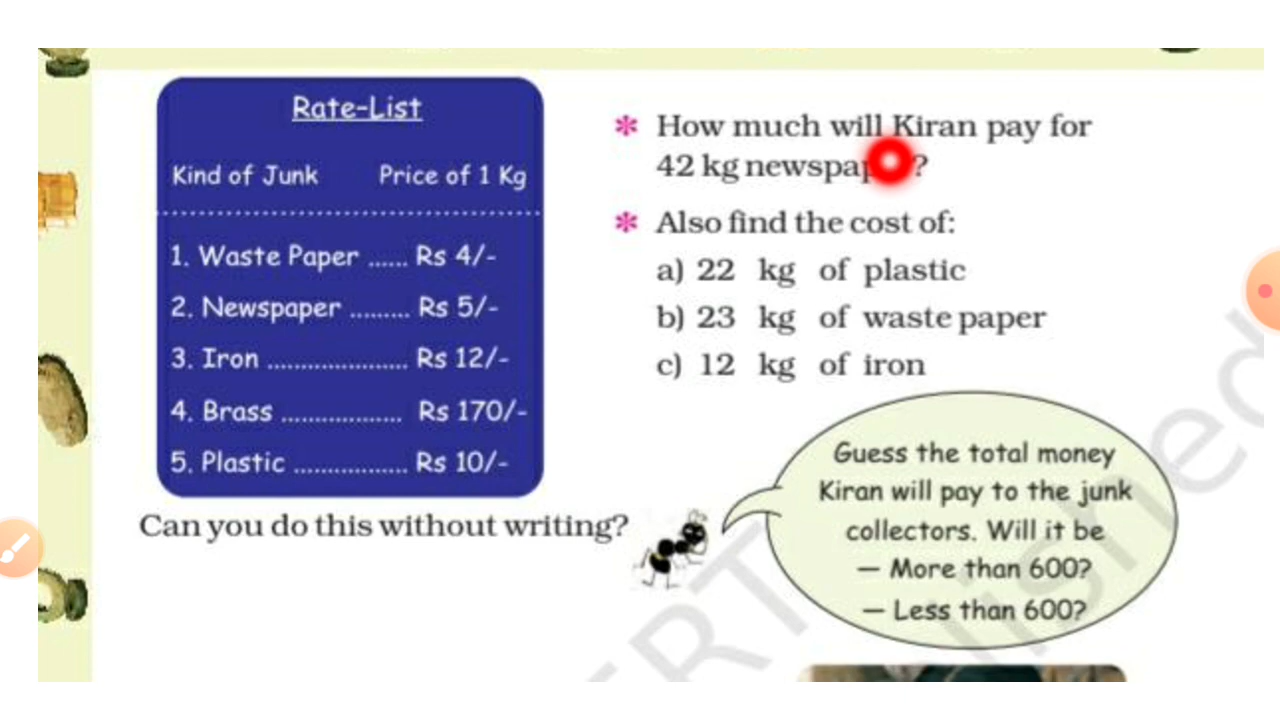 Rate-List
Kind of Junk Price of 1 Kg
1. Waste Paper ...... Rs 4/-
2. Newspaper ......... Rs 5/-
3. Iron ..................... Rs 12/-
4. Brass .................. Rs 170/-
5. Plastic ................. Rs 10/-
Can you do this without writing?
* How much will Kiran pay for
42 kg ?
* Also find the cost of:
a) 22 kg of plastic
b) 23 kg of waste paper
c) 12 kg of iron
Guess the total money
Kiran will pay to the junk
collectors. Will it be
— More than 600?
— Less than 600?